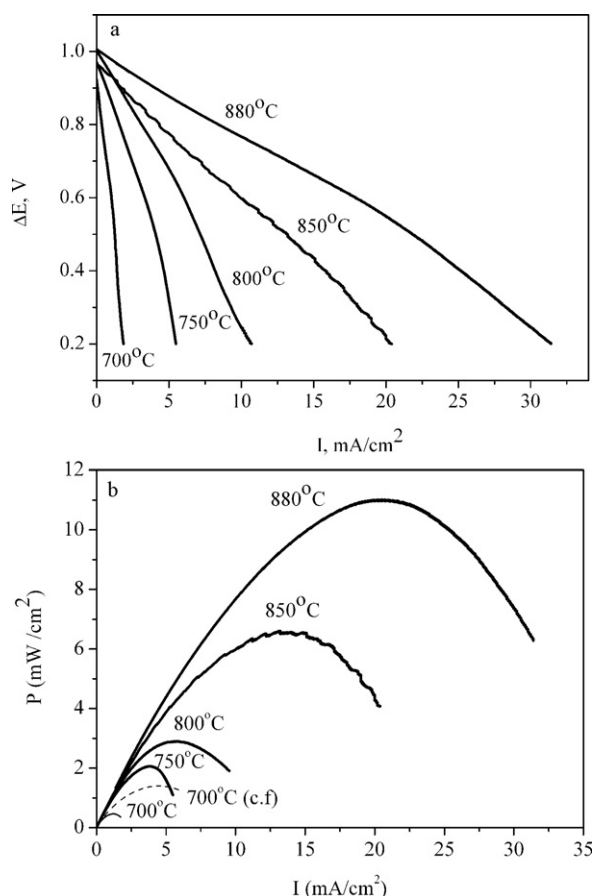 a
1.0
0.8
0.6
0.4
0.2
ΔE, V
880°C
850°C
800°C
750°C
700°C
0 5 10 15 20 25 30
I, mA/cm²
b
12
10
8
6
4
2
0
P (mW /cm²)
880°C
850°C
800°C
750°C
700°C (c.f)
700°C
0 5 10 15 20 25 30 35
I (mA/cm²)